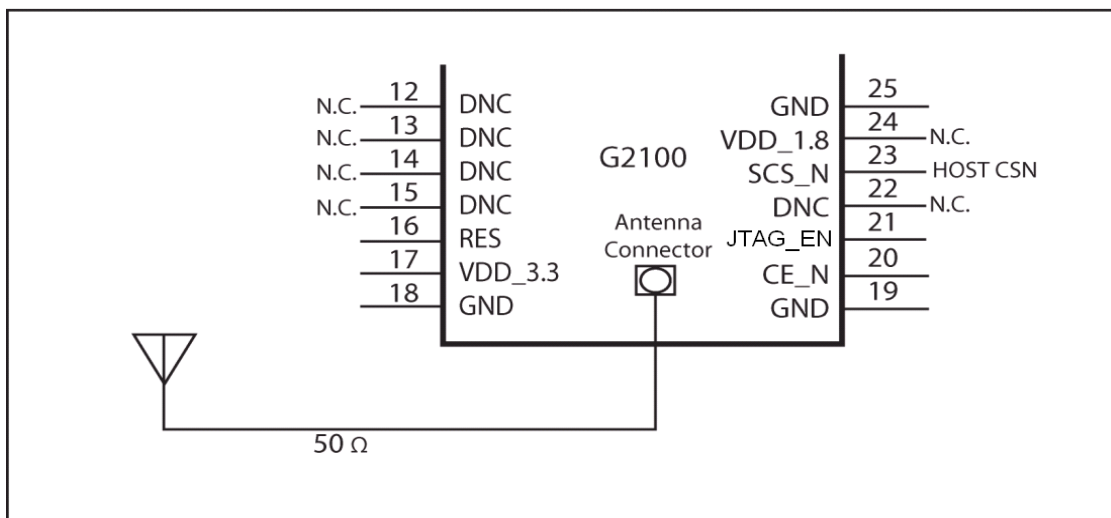 N.C. 12 DNC
N.C. 13 DNC
N.C. 14 DNC
N.C. 15 DNC
16 RES
17 VDD_3.3
18 GND
G2100
Antenna
Connector
GND 25
VDD_1.8 24 N.C.
SCS_N 23 HOST CSN
DNC 22 N.C.
JTAG_EN 21
CE_N 20
GND 19
50 Ω